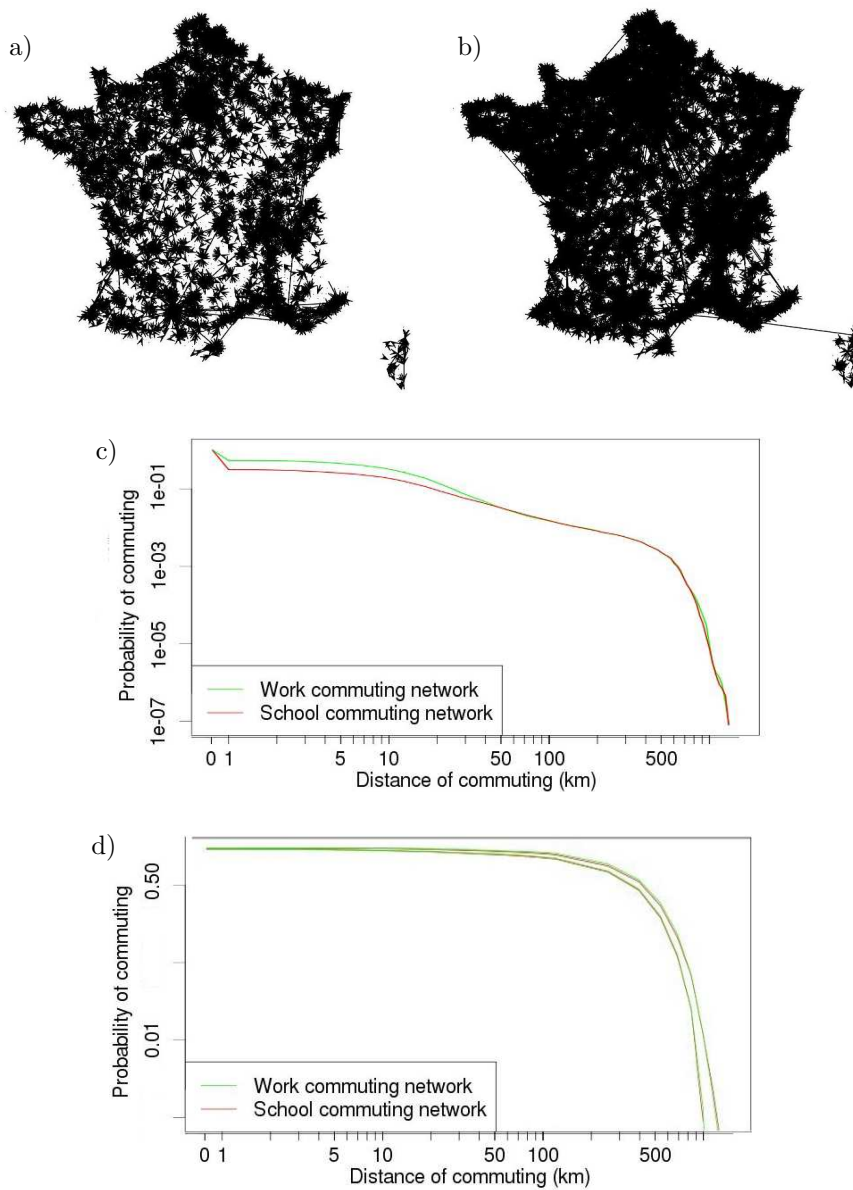 a)
b)
c)
Probability of commuting
1e-01
1e-03
1e-05
1e-07
Work commuting network
School commuting network
0 1 5 10 50 100 500
Distance of commuting (km)
d)
Probability of commuting
0.50
0.01
Work commuting network
School commuting network
0 1 5 10 50 100 500
Distance of commuting (km)